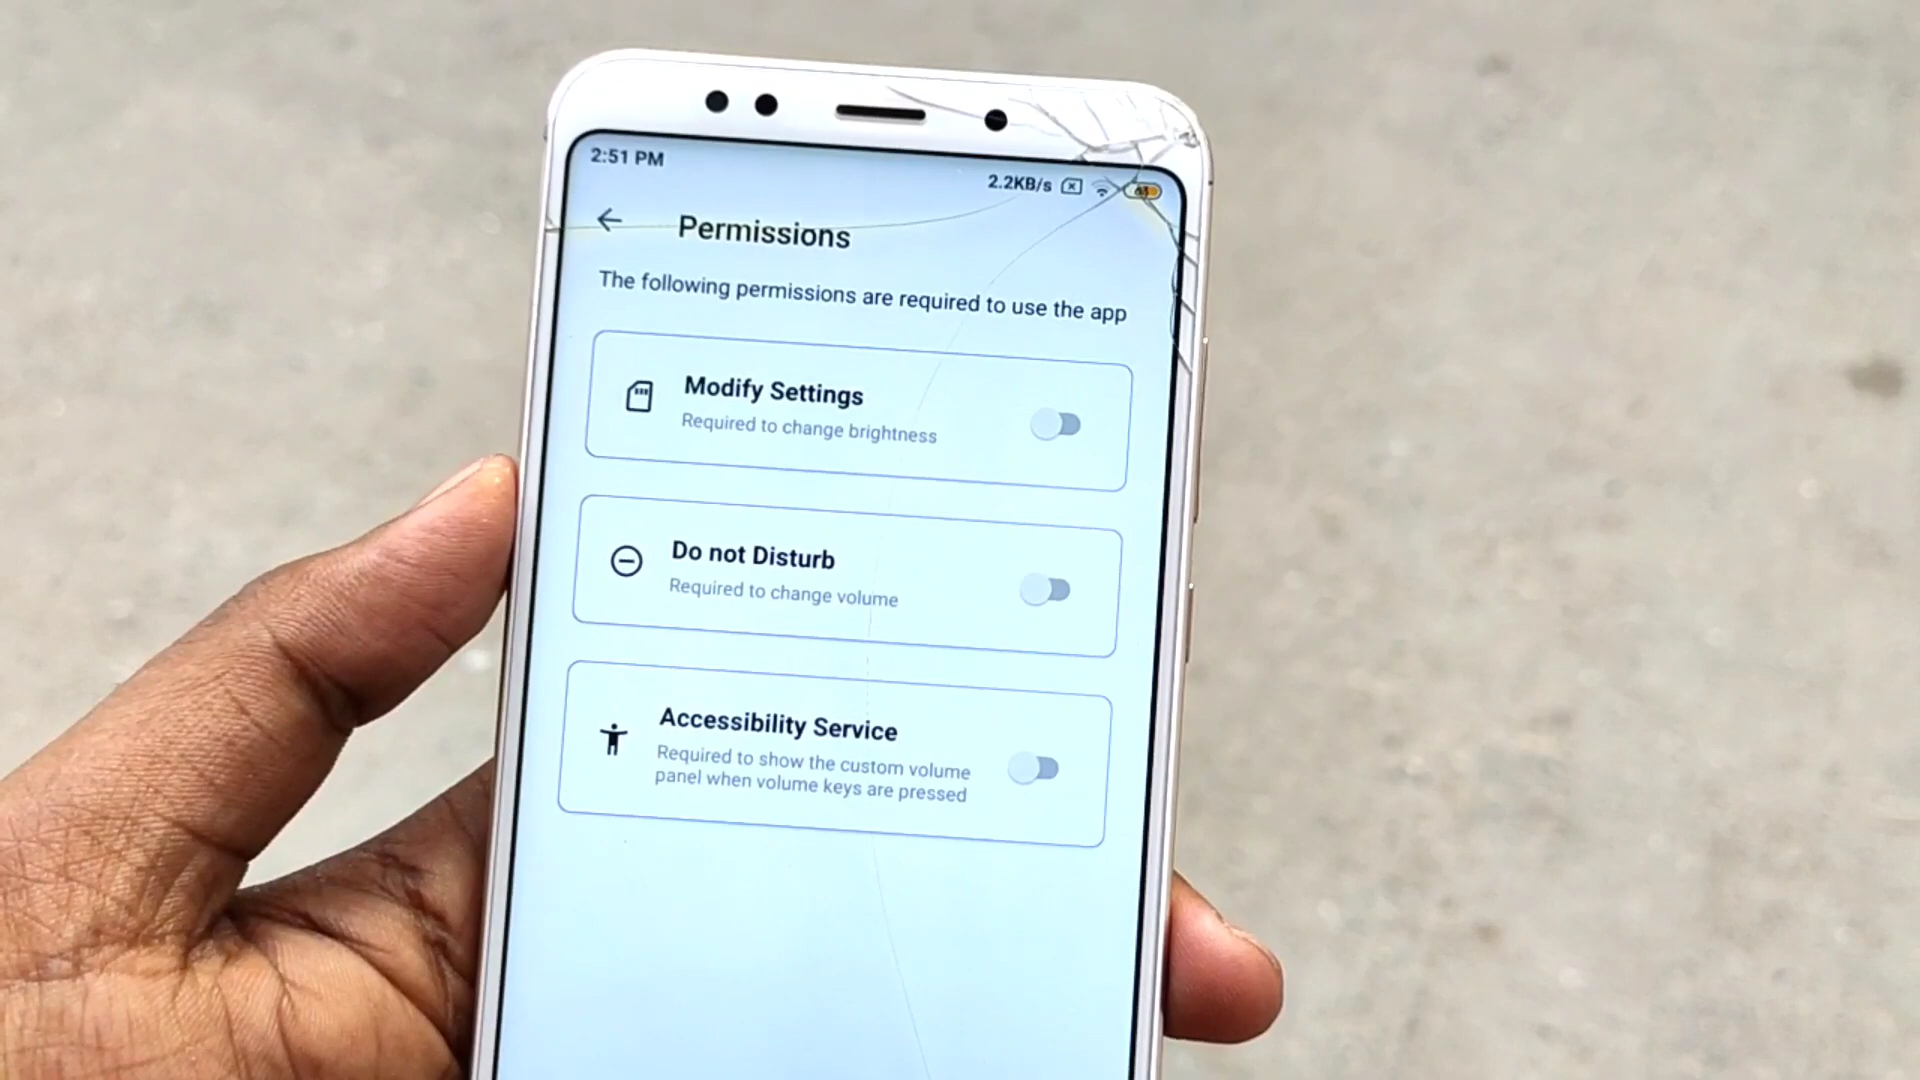 2:51 PM
2.2KB/s
63
Permissions
The following permissions are required to use the app
Modify Settings
Required to change brightness
Do not Disturb
Required to change volume
Accessibility Service
Required to show the custom volume
panel when volume keys are pressed